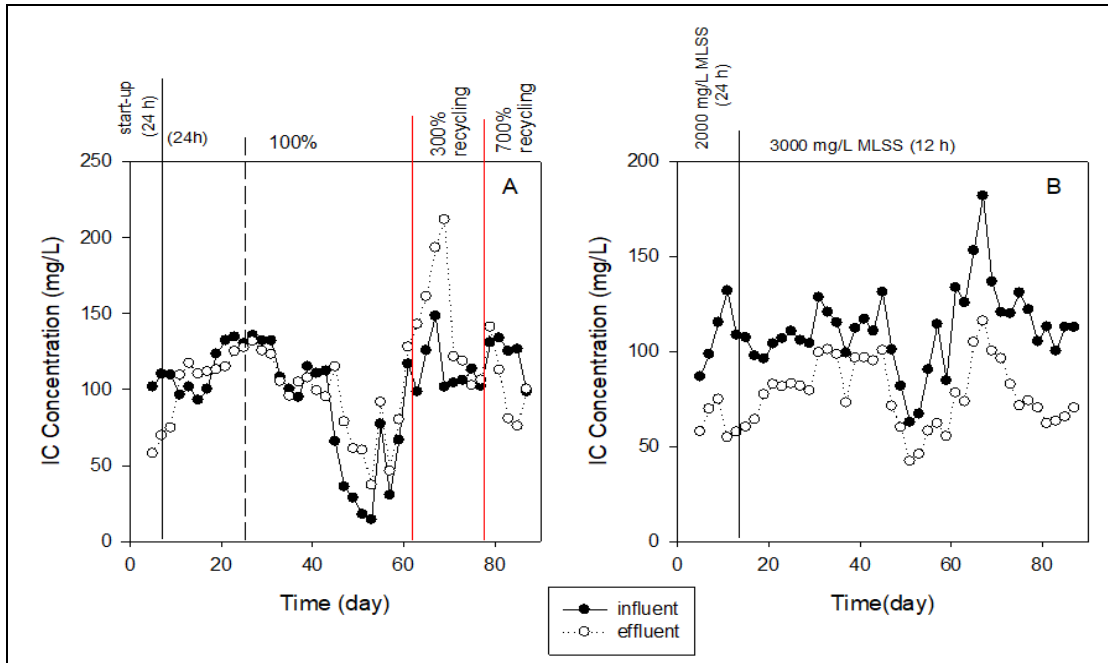 start-up
(24 h)
(24h)
100%
300%
recycling
700%
recycling
A
250
200
150
100
50
0
IC Concentration (mg/L)
0
20
40
60
80
Time (day)
2000 mg/L MLSS
(24 h)
3000 mg/L MLSS (12 h)
B
200
150
100
50
0
IC Concentration (mg/L)
0
20
40
60
80
Time(day)
influent
effluent